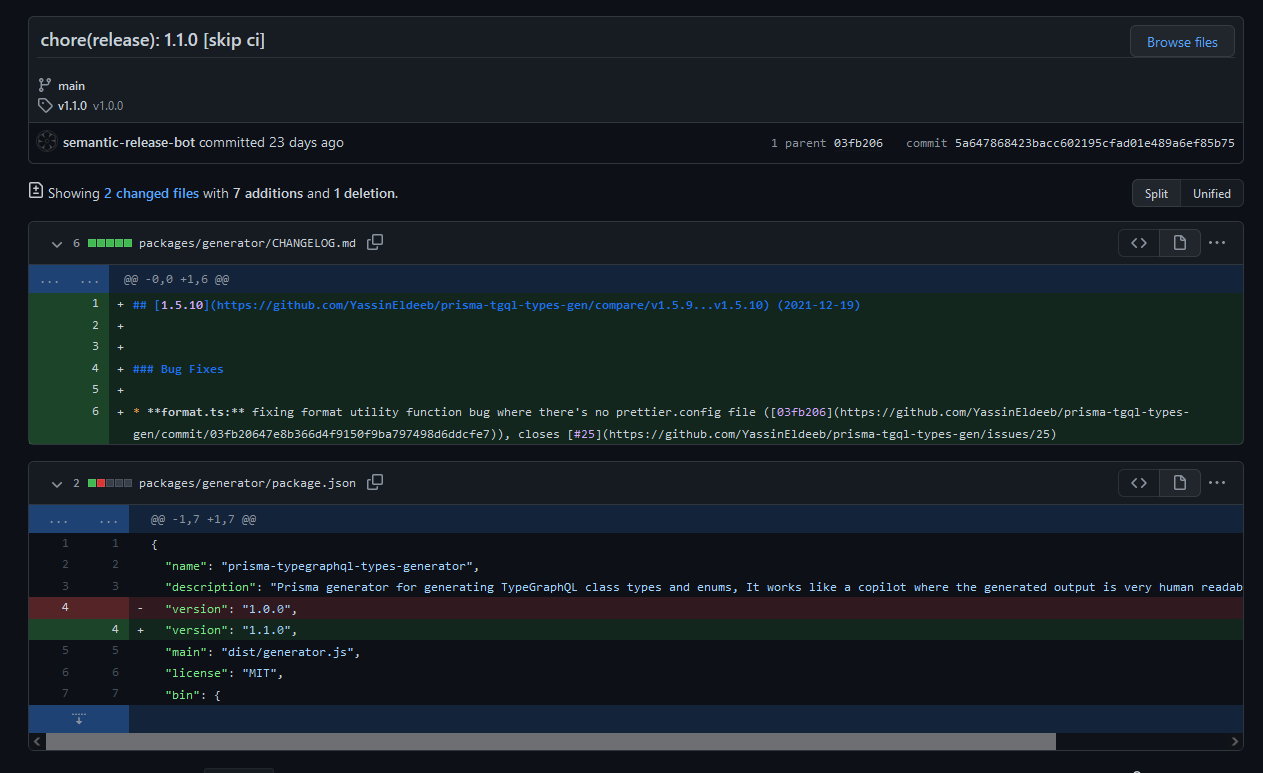 chore(release): 1.1.0 [skip ci]
Browse files
main
v1.1.0 v1.0.0
semantic-release-bot committed 23 days ago
1 parent 03fb206 commit 5a647868423bacc602195cfad01e489a6ef85b75
Showing 2 changed files with 7 additions and 1 deletion.
Split Unified
6 packages/generator/CHANGELOG.md
... ... @@ -0,0 +1,6 @@
1 + ## [1.5.10](https://github.com/YassinEldeeb/prisma-tgql-types-gen/compare/v1.5.9...v1.5.10) (2021-12-19)
2 +
3 +
4 + ### Bug Fixes
5 +
6 + * **format.ts:** fixing format utility function bug where there's no prettier.config file ([03fb206](https://github.com/YassinEldeeb/prisma-tgql-types-
gen/commit/03fb20647e8b366d4f9150f9ba797498d6ddcfe7)), closes [#25](https://github.com/YassinEldeeb/prisma-tgql-types-gen/issues/25)
2 packages/generator/package.json
... ... @@ -1,7 +1,7 @@
1 1 {
2 2 "name": "prisma-typegraphql-types-generator",
3 3 "description": "Prisma generator for generating TypeGraphQL class types and enums, It works like a copilot where the generated output is very human readab
4 - "version": "1.0.0",
4 + "version": "1.1.0",
5 5 "main": "dist/generator.js",
6 6 "license": "MIT",
7 7 "bin": {